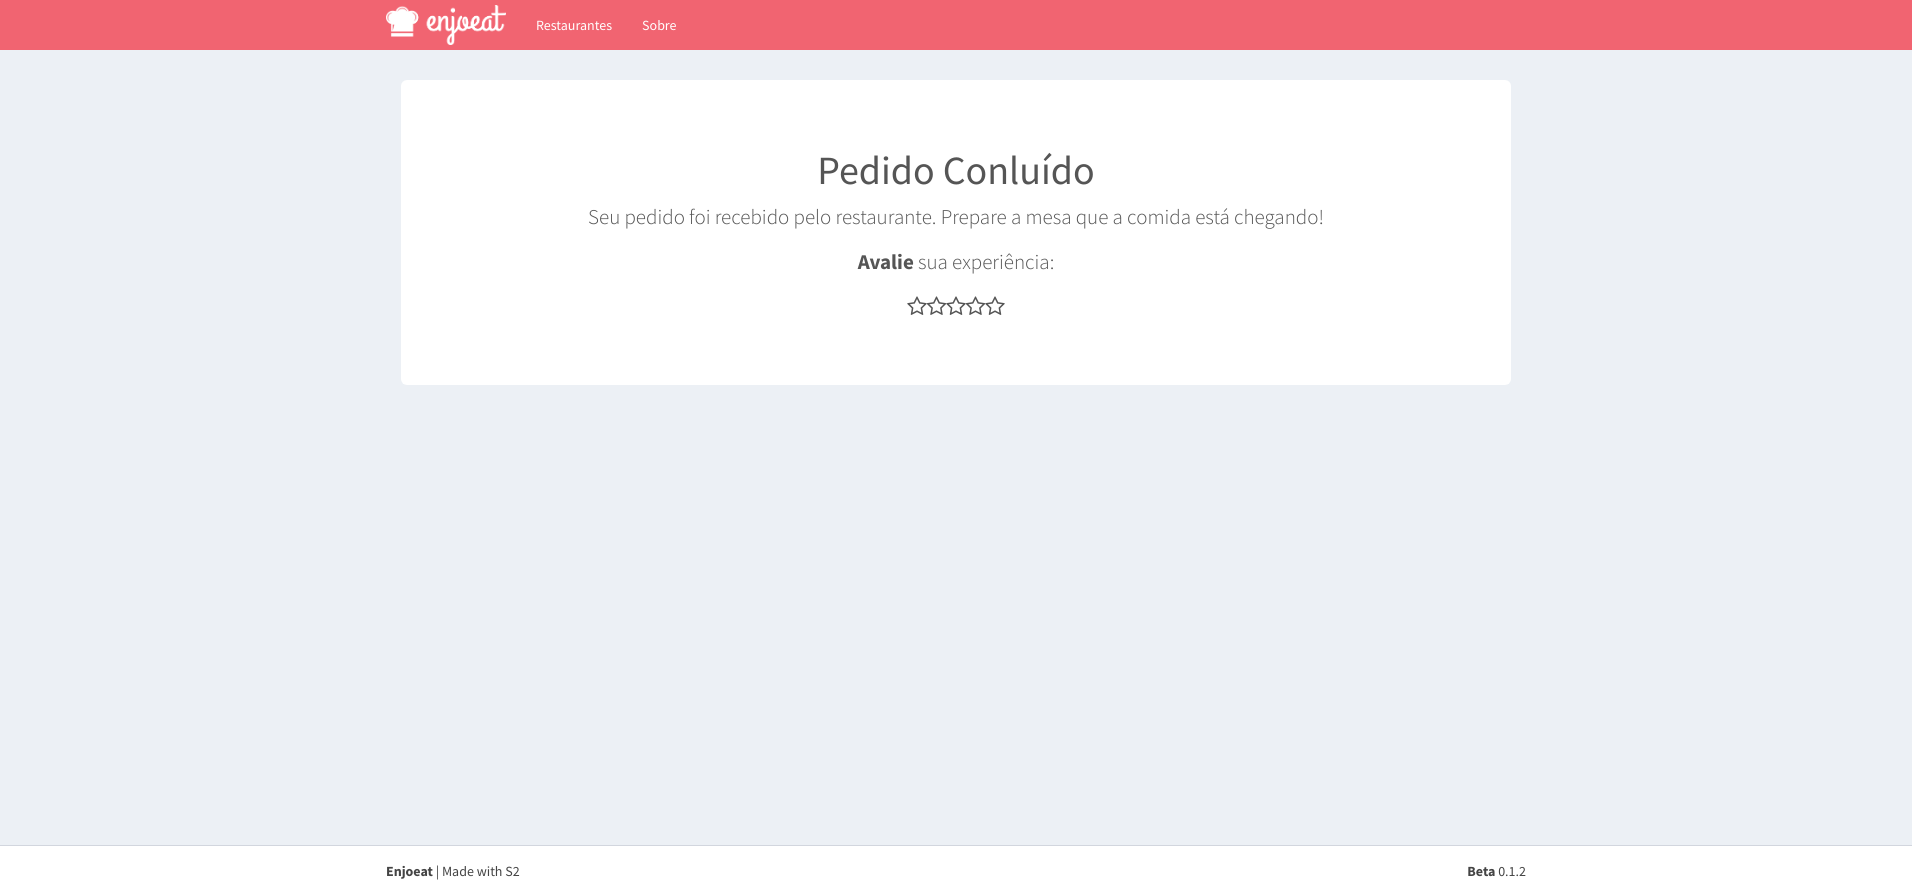 enjoeat Restaurantes Sobre
Pedido Conluído
Seu pedido foi recebido pelo restaurante. Prepare a mesa que a comida está chegando!
Avalie sua experiência:
Enjoeat | Made with S2 Beta 0.1.2